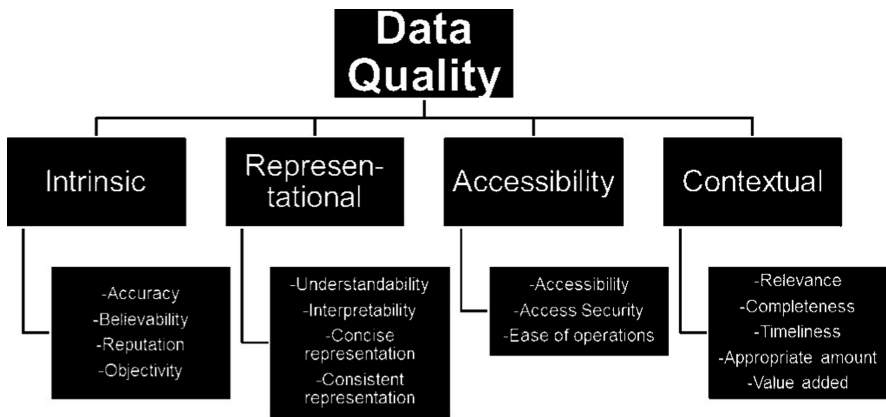 Data
Quality
Intrinsic
Represen-
tational
Accessibility
Contextual
-Accuracy
-Believability
-Reputation
-Objectivity
-Understandability
-Interpretability
-Concise
representation
-Consistent
representation
-Accessibility
-Access Security
-Ease of operations
-Relevance
-Completeness
-Timeliness
-Appropriate amount
-Value added